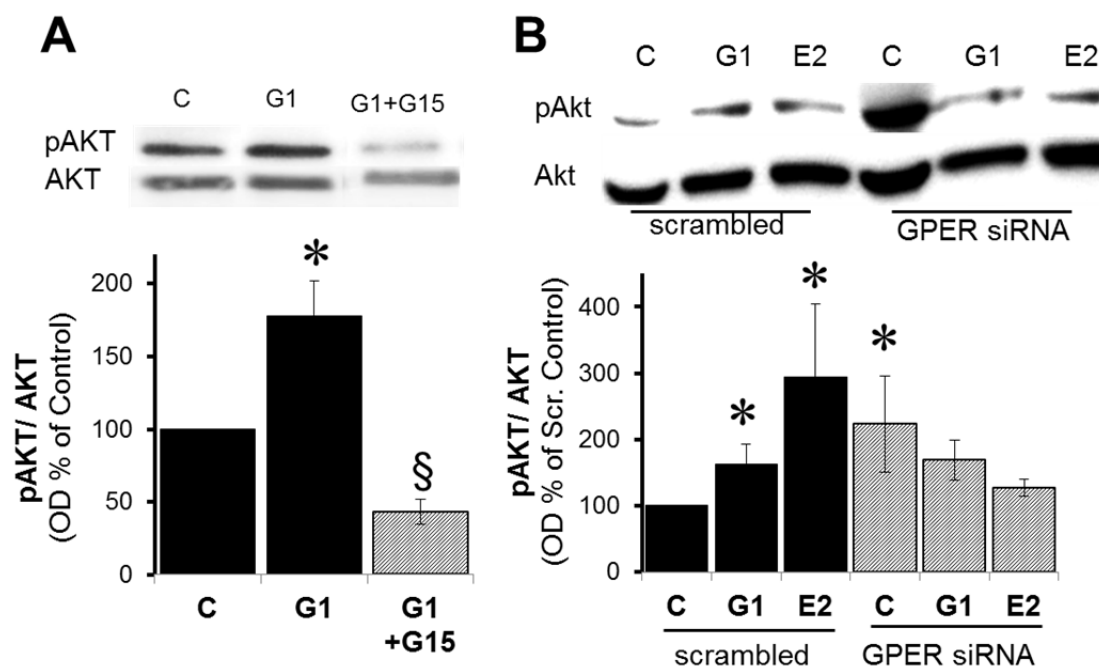 A
C G1 G1+G15
pAKT
AKT
*
§
200
150
100
50
0
pAKT/ AKT
(OD % of Control)
C G1 G1
+G15
B
C G1 E2 C G1 E2
pAkt
Akt
scrambled GPER siRNA
*
*
*
400
300
200
100
0
pAKT/ AKT
(OD % of Scr. Control)
C G1 E2 C G1 E2
scrambled GPER siRNA